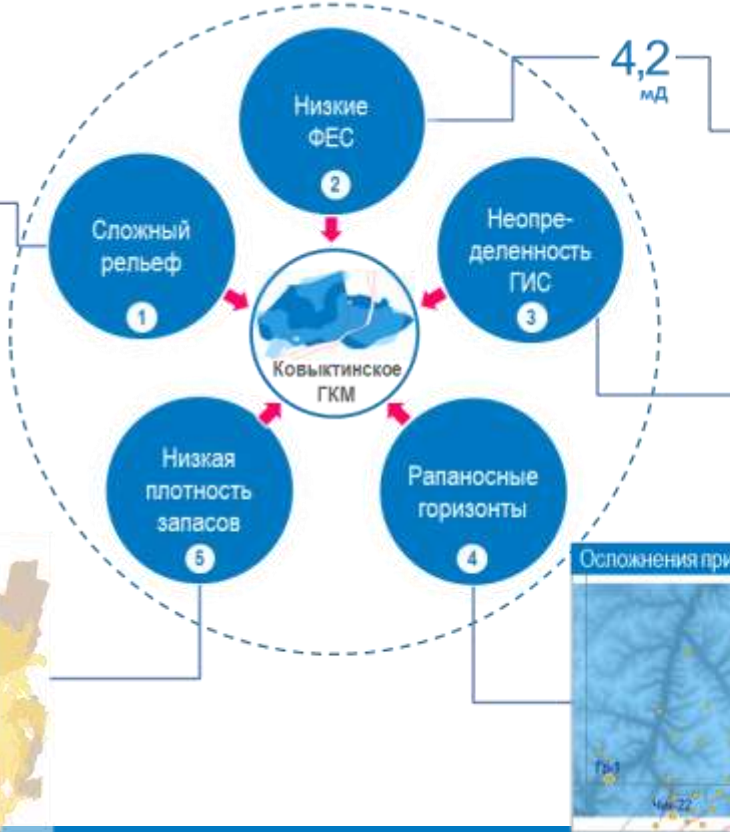 Низкие
ФЕС
2
4,2
мД
Сложный
рельеф
1
Неопре-
деленность
ГИС
3
Ковыктинское
ГКМ
Низкая
плотность
запасов
5
Рапаносные
горизонты
4
Осложнения при